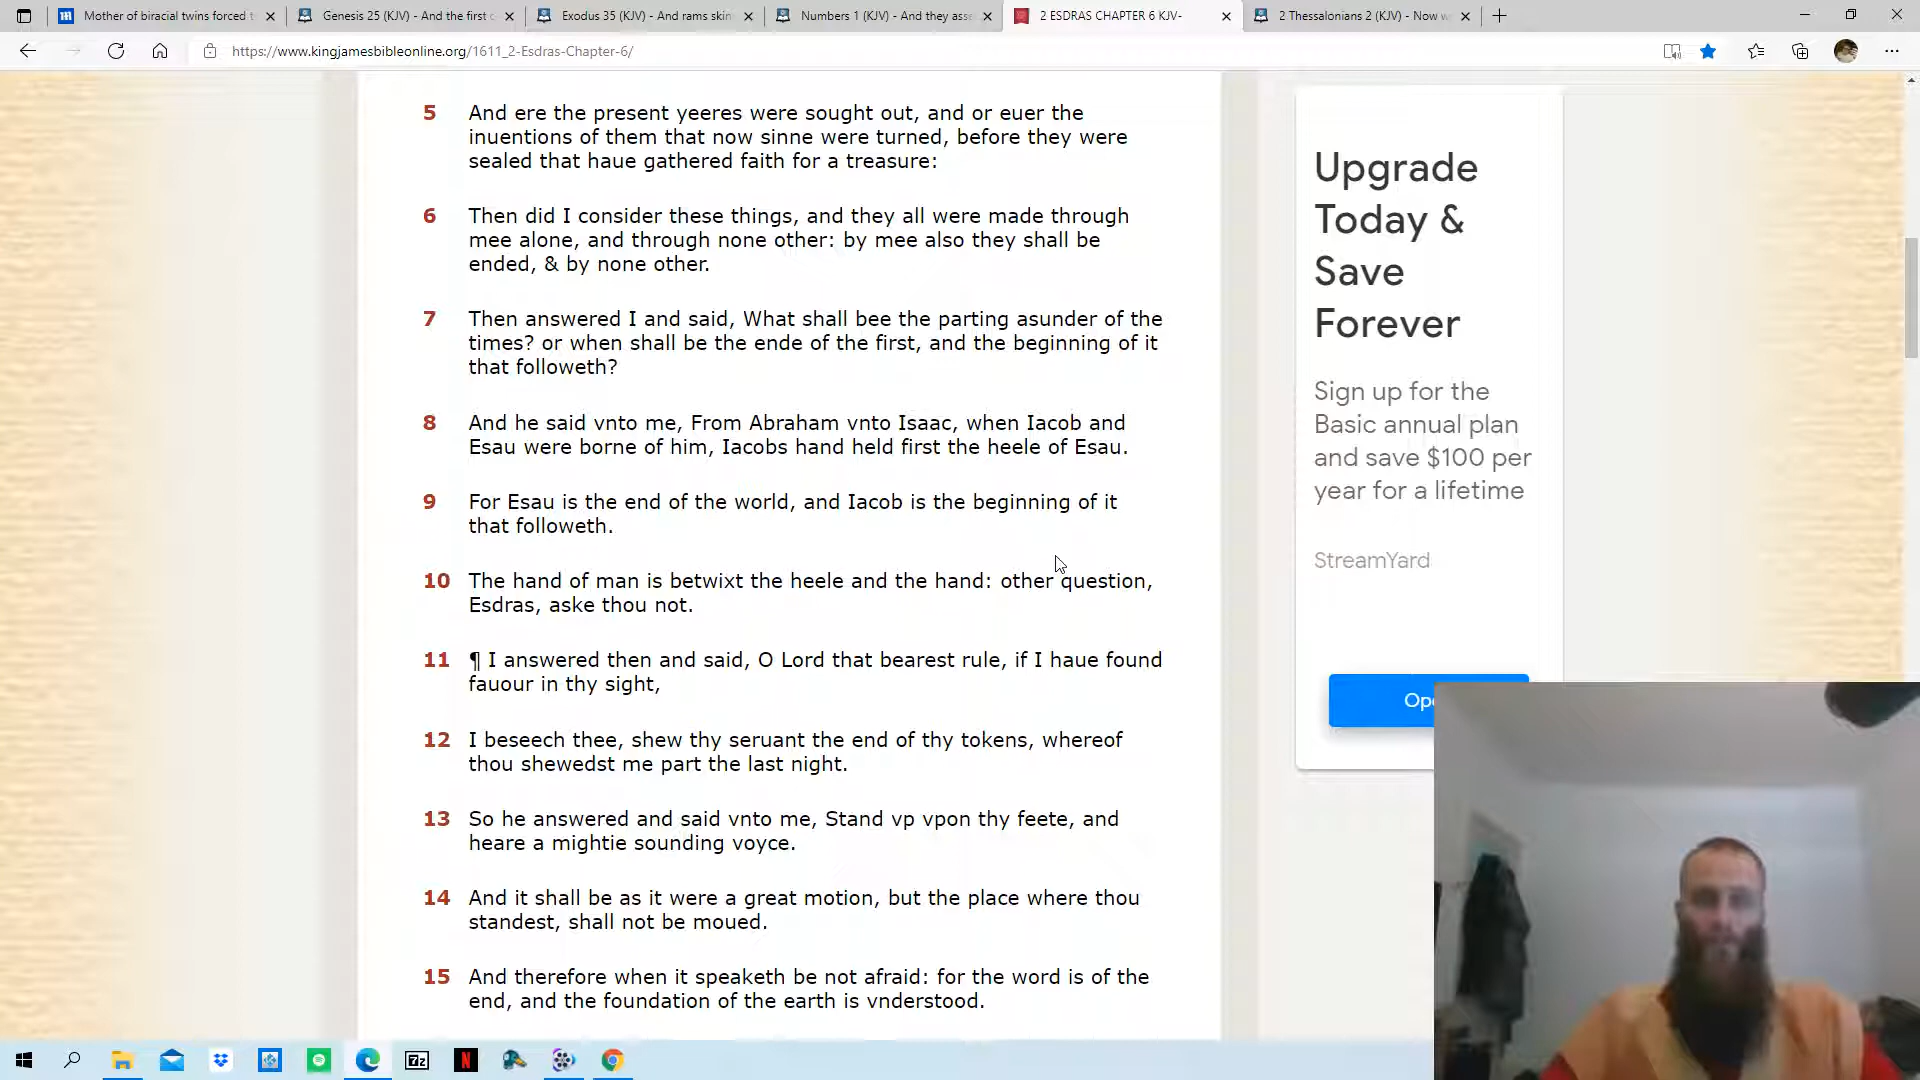 Mother of biracial twins forced t
Genesis 25 (KJV) - And the first c
Exodus 35 (KJV) - And rams skin
Numbers 1 (KJV) - And they ass
2 ESDRAS CHAPTER 6 KJV-
2 Thessalonians 2 (KJV) - Now w
https://www.kingjamesbibleonline.org/1611_2-Esdras-Chapter-6/
5 And ere the present yeeres were sought out, and or euer the
inuentions of them that now sinne were turned, before they were
sealed that haue gathered faith for a treasure:
6 Then did I consider these things, and they all were made through
mee alone, and through none other: by mee also they shall be
ended, & by none other.
7 Then answered I and said, What shall bee the parting asunder of the
times? or when shall be the ende of the first, and the beginning of it
that followeth?
8 And he said vnto me, From Abraham vnto Isaac, when Iacob and
Esau were borne of him, Iacobs hand held first the heele of Esau.
9 For Esau is the end of the world, and Iacob is the beginning of it
that followeth.
10 The hand of man is betwixt the heele and the hand: other question,
Esdras, aske thou not.
11 ¶ I answered then and said, O Lord that bearest rule, if I haue found
fauour in thy sight,
12 I beseech thee, shew thy seruant the end of thy tokens, whereof
thou shewedst me part the last night.
13 So he answered and said vnto me, Stand vp vpon thy feete, and
heare a mightie sounding voyce.
14 And it shall be as it were a great motion, but the place where thou
standest, shall not be moued.
15 And therefore when it speaketh be not afraid: for the word is of the
end, and the foundation of the earth is vnderstood.
Upgrade
Today &
Save
Forever
Sign up for the
Basic annual plan
and save $100 per
year for a lifetime
StreamYard
Ope
7z
N